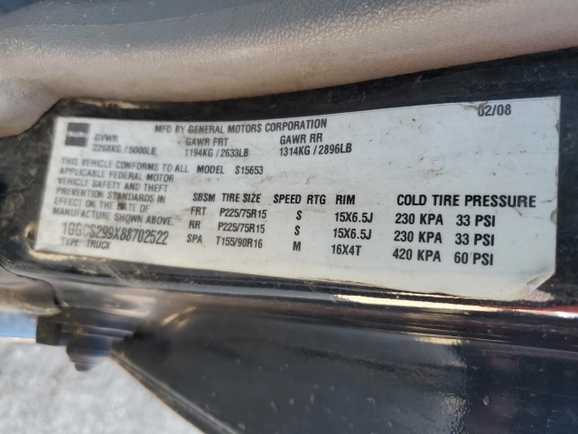 02/08
MFD BY GENERAL MOTORS CORPORATION
GVWR GAWR FRT GAWR RR
2268KG / 5000LB 1194KG / 2633LB 1314KG / 2896LB
THIS VEHICLE CONFORMS TO ALL MODEL S15653
APPLICABLE FEDERAL MOTOR
VEHICLE SAFETY AND THEFT
PREVENTION STANDARDS IN
EFFECT ON THE DATE OF
MANUFACTURE SHOWN ABOVE.
1GGCS299X88702522
TYPE: TRUCK
SBSM TIRE SIZE SPEED RTG RIM COLD TIRE PRESSURE
FRT P225/75R15 S 15X6.5J 230 KPA 33 PSI
RR P225/75R15 S 15X6.5J 230 KPA 33 PSI
SPA T155/90R16 M 16X4T 420 KPA 60 PSI